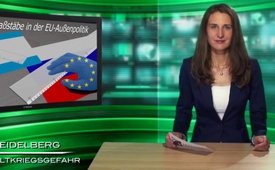 aßstäbe in der EU-Außenpolitik
EIDELBERG
LTKRIEGSGEFAHR